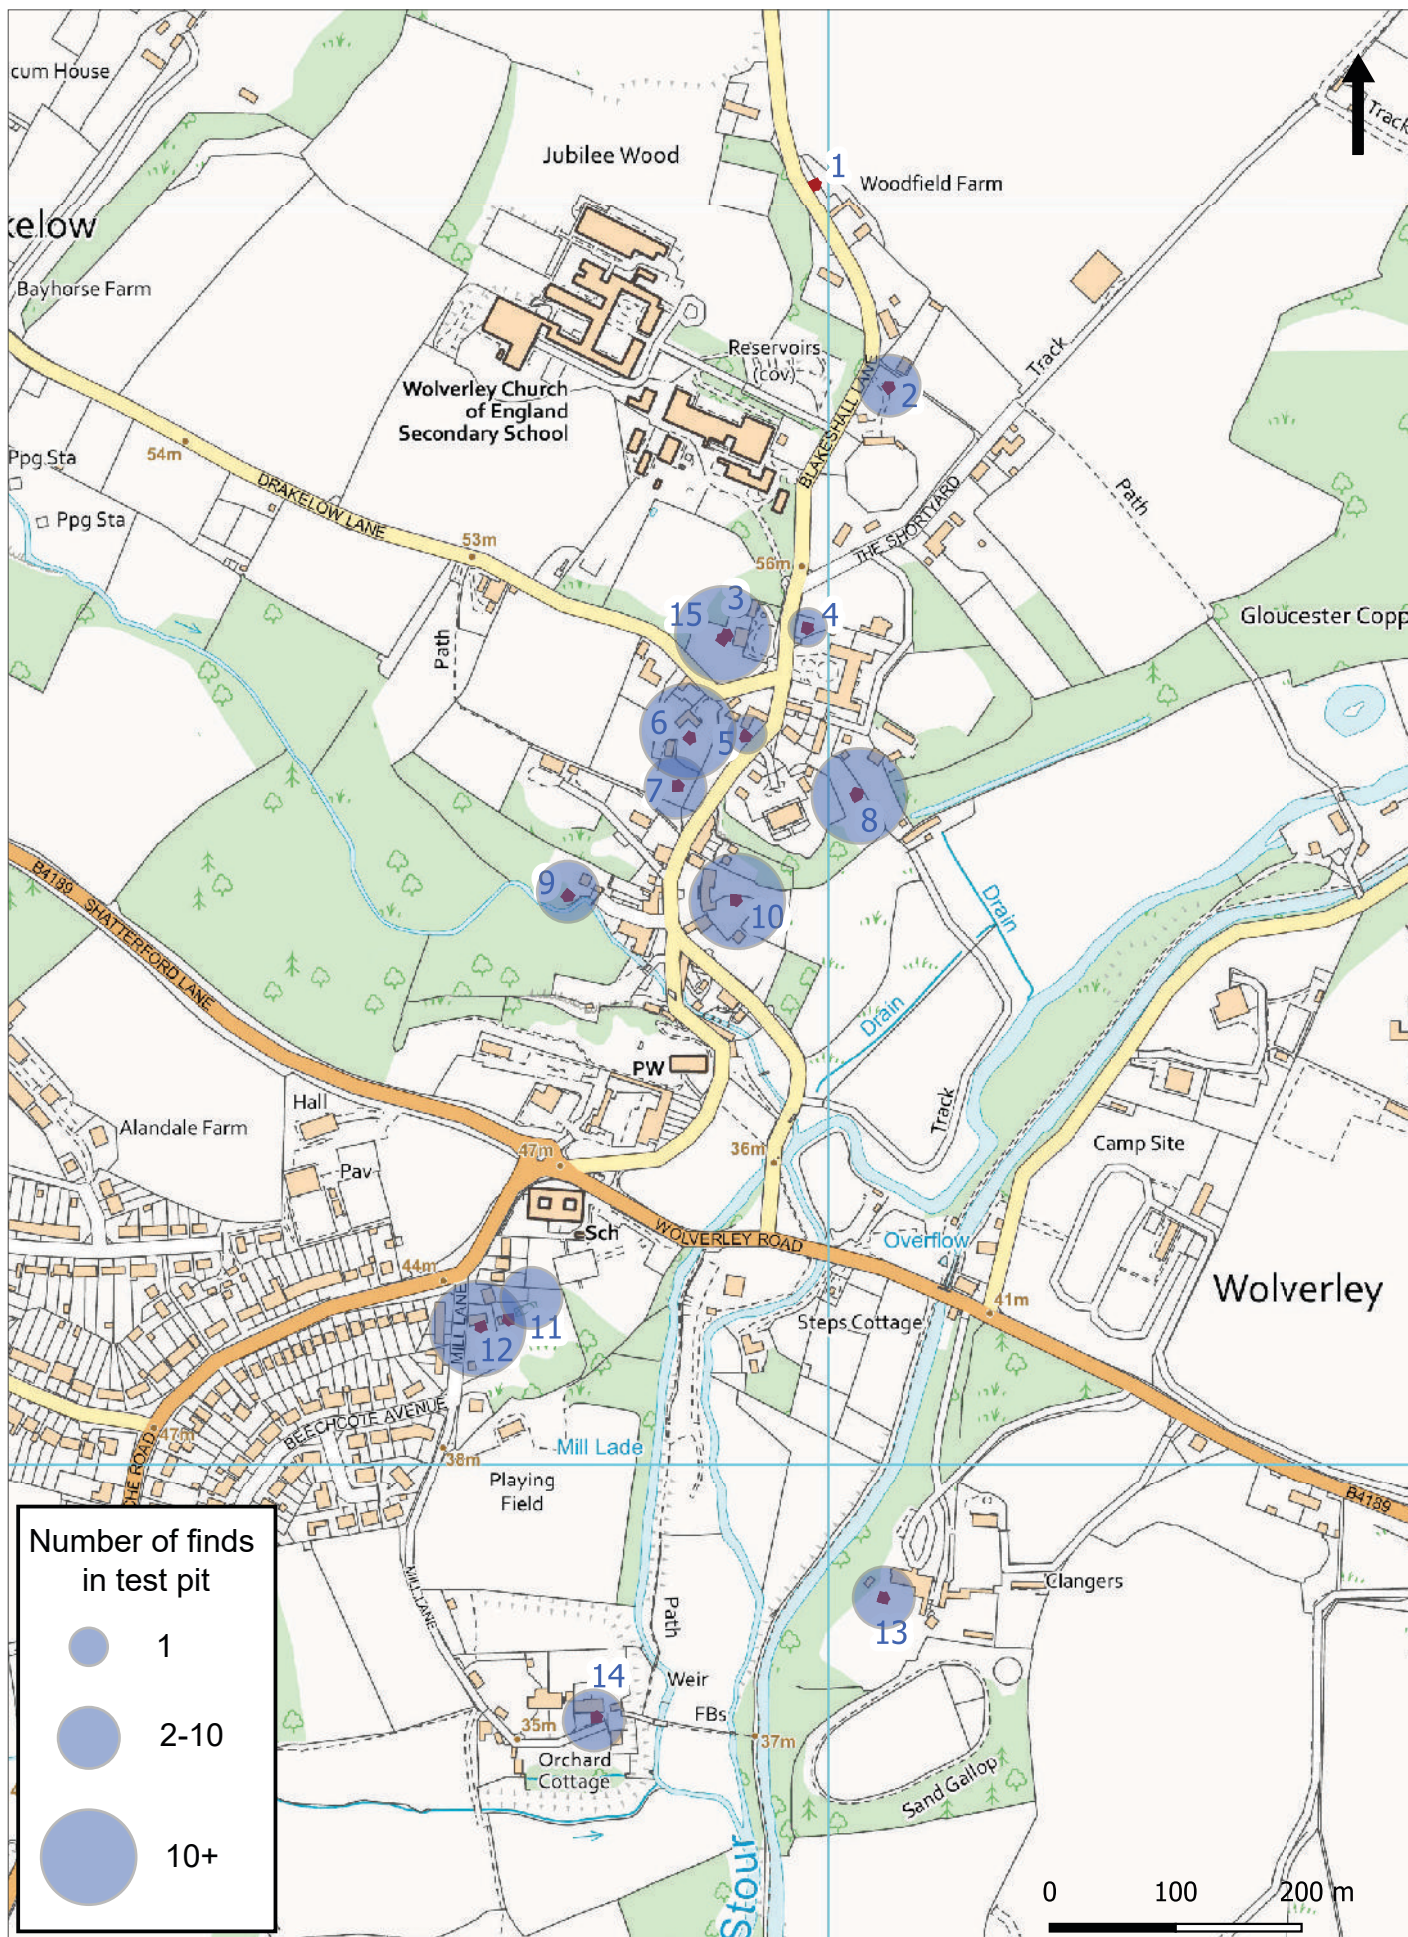 cum House
Track
Jubilee Wood
1
Woodfield Farm
kelow
Bayhorse Farm
Reservoirs
(cov)
Track
BLAKESHALL LANE
2
Wolverley Church
of England
Secondary School
54m
Ppg Sta
Ppg Sta
DRAKELOW LANE
Path
THE SHORTYARD
53m
56m
3
15
4
Gloucester Copp
Path
6
5
7
8
B4189
SHATTERFORD LANE
9
10
Drain
Drain
PW
Hall
Alandale Farm
Track
Camp Site
47m
36m
Pav
Sch
WOLVERLEY ROAD
Overflow
44m
Wolverley
41m
MILL LANE
11
12
Steps Cottage
BEECHCOTE AVENUE
47m
38m
Mill Lade
Playing
Field
CHE ROAD
B4189
Number of finds
in test pit
1
2-10
10+
MILL LANE
Path
Clangers
13
14
Weir
FBs
35m
37m
Orchard
Cottage
Sand Gallop
Stour
0 100 200 m